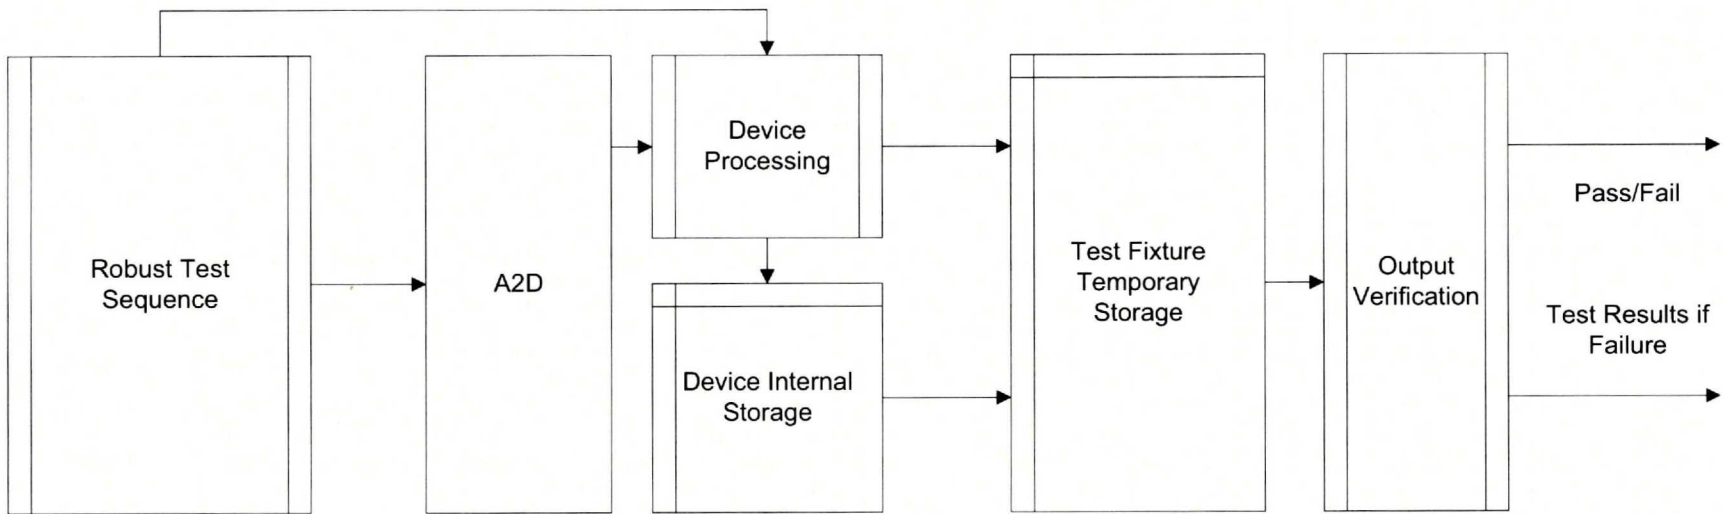 Robust Test
Sequence
A2D
Device
Processing
Device Internal
Storage
Test Fixture
Temporary
Storage
Output
Verification
Pass/Fail
Test Results if
Failure